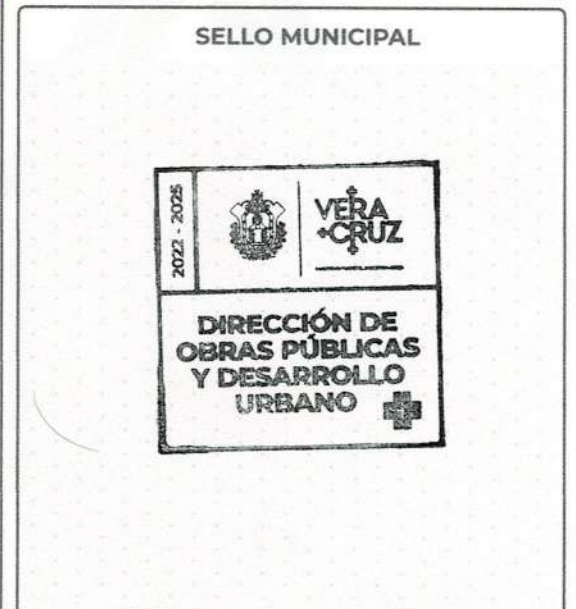 SELLO MUNICIPAL
2022 - 2025
VERA
CRUZ
DIRECCIÓN DE
OBRAS PÚBLICAS
Y DESARROLLO
URBANO